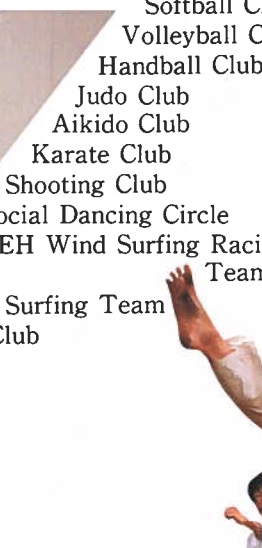 Softball
Volleyball
Handball Club
Judo Club
Aikido Club
Karate Club
Shooting Club
Dancing Circle
Wind Surfing
Team
Surfing Team